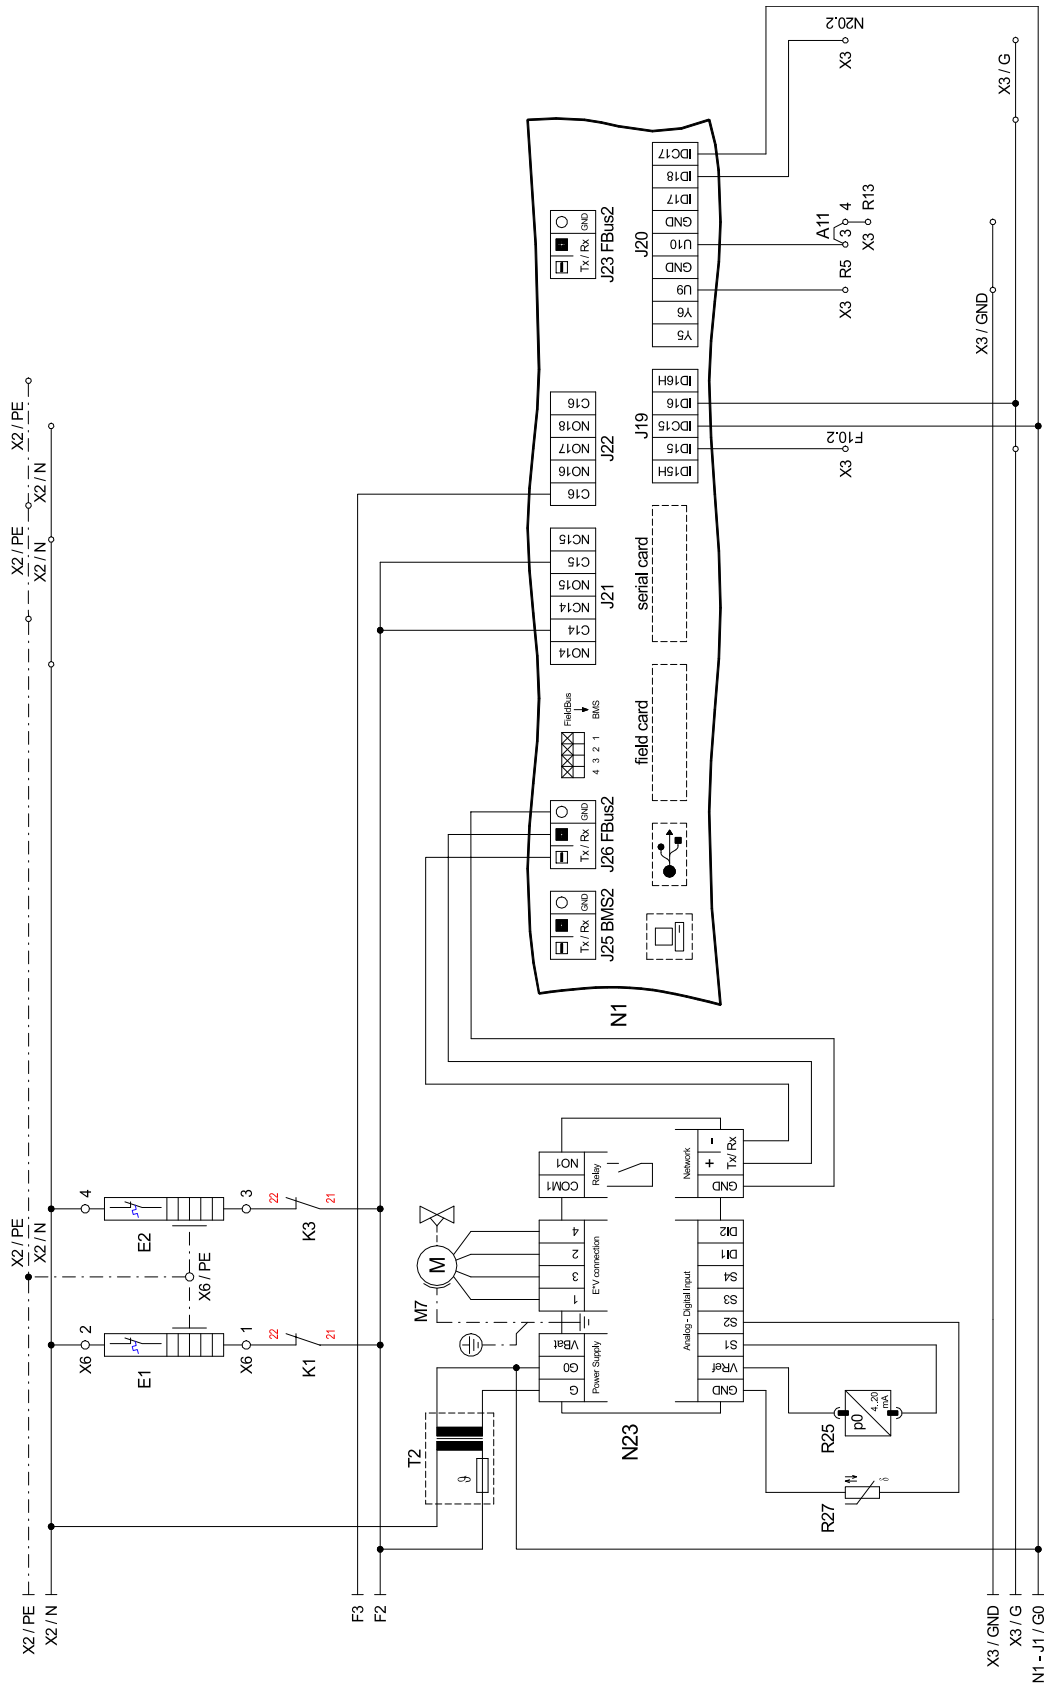 X2 / PE
X2 / N
F3
F2
X3 / GND
X3 / G
N1 - J1 / G0
X2 / PE
X2 / N
X2 / PE
X2 / N
X2 / PE
X2 / N
X6 2
E1
X6 1
22
21
K1
4
E2
3
22
21
K3
X6 / PE
T2
ϑ
M7
M
N23
G
G0
VBat
Power Supply
1
3
2
4
E²V connection
COM1
NO1
Relay
GND
VRef
S1
S2
S3
S4
DI1
DI2
Analog - Digital Input
GND
+
-
Tx/ Rx
Network
R27
R25
p0
4..20
mA
N1
J25 BMS2
Tx / Rx
GND
J26 FBus2
Tx / Rx
GND
4 3 2 1
FieldBus
BMS
field card
serial card
J21
NO14
C14
NC14
NO15
C15
NC15
J22
C16
NO16
NO17
NO18
C16
J23 FBus2
Tx / Rx
GND
J19
ID15H
ID15
IDC15
ID16
ID16H
J20
Y5
Y6
U9
GND
U10
GND
ID17
ID18
IDC17
X3 F10.2
X3 R5
A11
3 4
X3 R13
X3 N20.2
X3 / GND
X3 / G